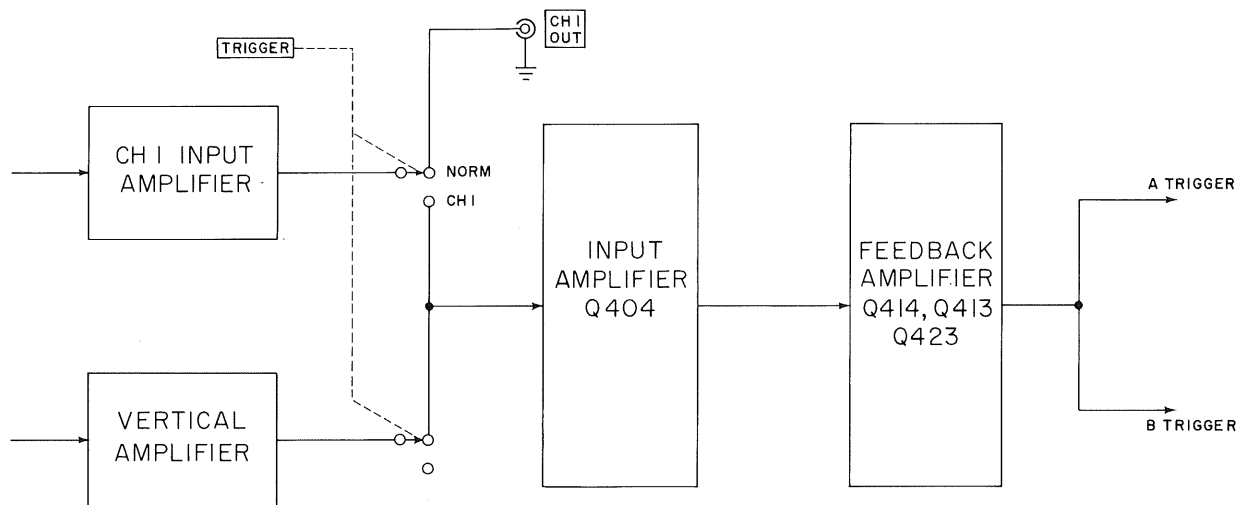 CH 1
OUT
TRIGGER
CH 1 INPUT
AMPLIFIER
NORM
CH 1
A TRIGGER
INPUT
AMPLIFIER
Q404
FEEDBACK
AMPLIFIER
Q414, Q413
Q423
VERTICAL
AMPLIFIER
B TRIGGER